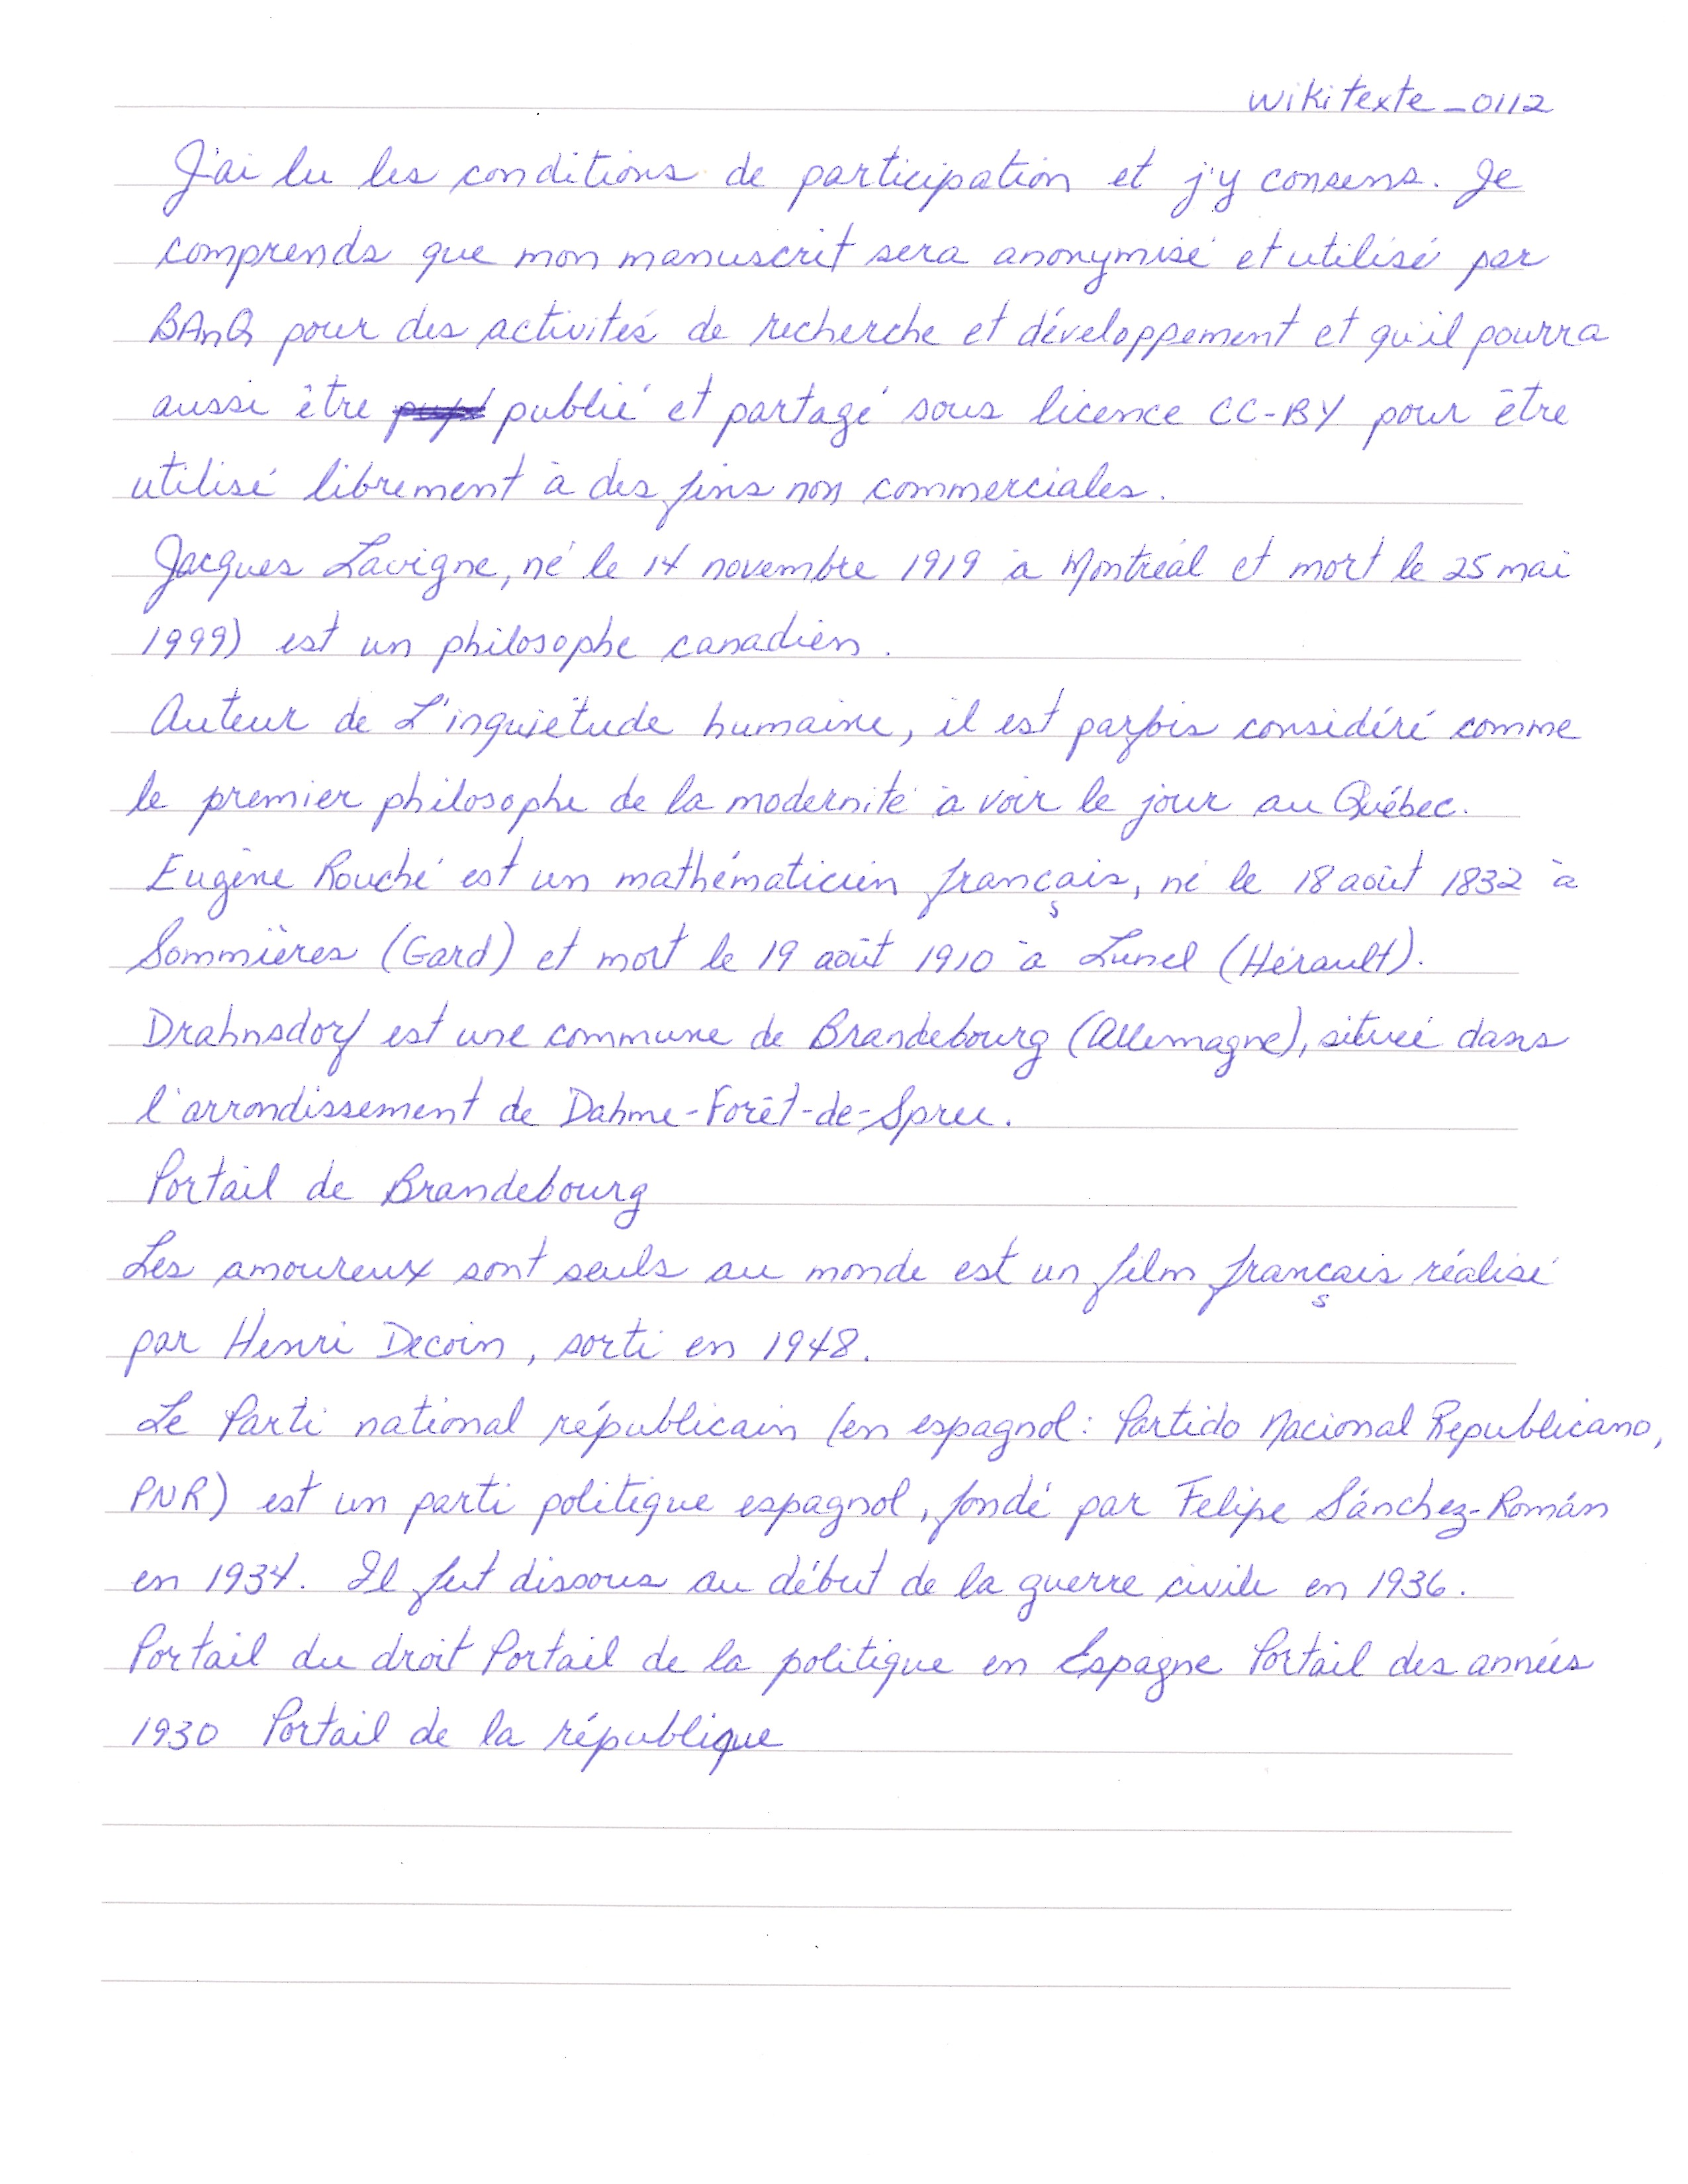 wikitexte_0112
J'ai lu les conditions de participation et j'y consens. Je
comprends que mon manuscrit sera anonymisé et utilisé par
BAnQ pour des activités de recherche et développement et qu'il pourra
aussi être publié et partagé sous licence CC-BY pour être
utilisé librement à des fins non commerciales.
Jacques Lavigne, né le 14 novembre 1919 à Montréal et mort le 25 mai
1999) est un philosophe canadien.
Auteur de L'inquiétude humaine, il est parfois considéré comme
le premier philosophe de la modernité à voir le jour au Québec.
Eugène Rouché est un mathématicien français, né le 18 août 1832 à
Sommières (Gard) et mort le 19 août 1910 à Lunel (Hérault).
Drahnsdorf est une commune de Brandebourg (Allemagne), située dans
l'arrondissement de Dahme-Forêt-de-Spree.
Portail de Brandebourg
Les amoureux sont seuls au monde est un film français réalisé
par Henri Decoin, sorti en 1948.
Le Parti national républicain (en espagnol: Partido Nacional Republicano,
PNR) est un parti politique espagnol, fondé par Felipe Sánchez-Román
en 1934. Il fut dissous au début de la guerre civile en 1936.
Portail du droit Portail de la politique en Espagne Portail des années
1930 Portail de la république